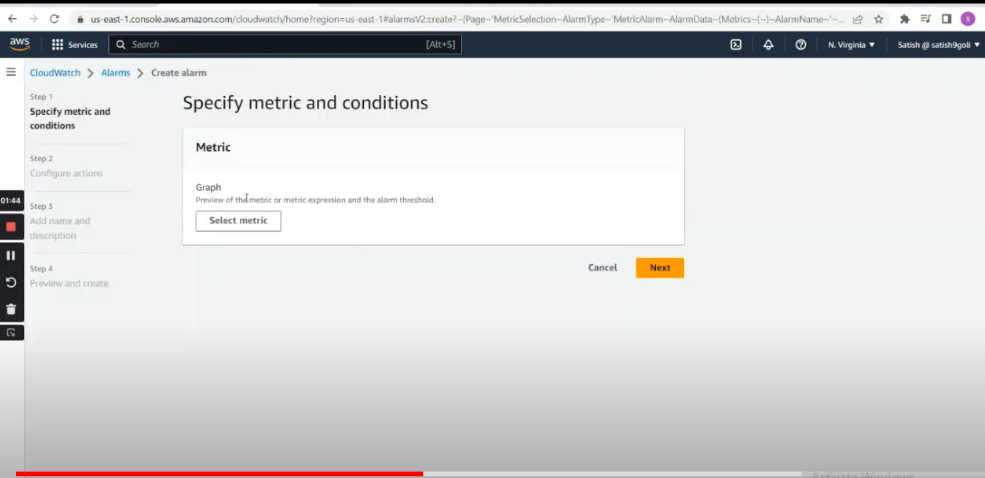 us-east-1.console.aws.amazon.com/cloudwatch/home?region=us-east-1#alarmsV2:create?~(Page~'MetricSelection~AlarmType~'MetricAlarm~AlarmData~(Metrics~(~)~AlarmName~'~...
S
aws
Services
Search
[Alt+S]
N. Virginia
Satish @ satish9goli
CloudWatch
Alarms
Create alarm
Step 1
Specify metric and
conditions
Step 2
Configure actions
Step 3
Add name and
description
Step 4
Preview and create
01:44
Specify metric and conditions
Metric
Graph
Preview of the metric or metric expression and the alarm threshold.
Select metric
Cancel
Next
Activate Windows